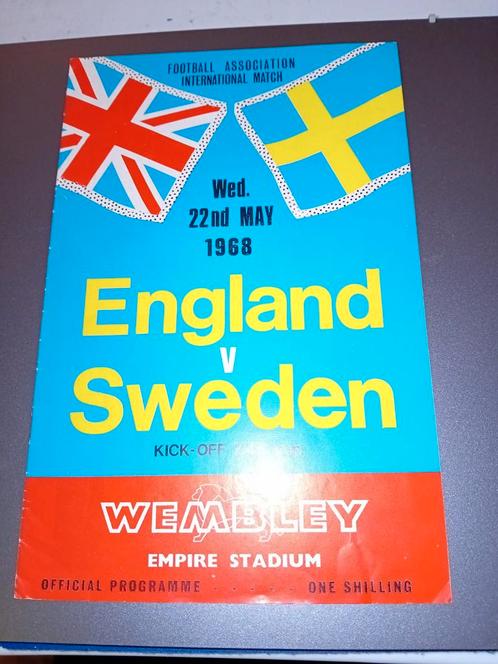 FOOTBALL ASSOCIATION
INTERNATIONAL MATCH
Wed.
22nd MAY
1968
England
v
Sweden
KICK-OFF
WEMBLEY
EMPIRE STADIUM
OFFICIAL PROGRAMME - - - - - ONE SHILLING